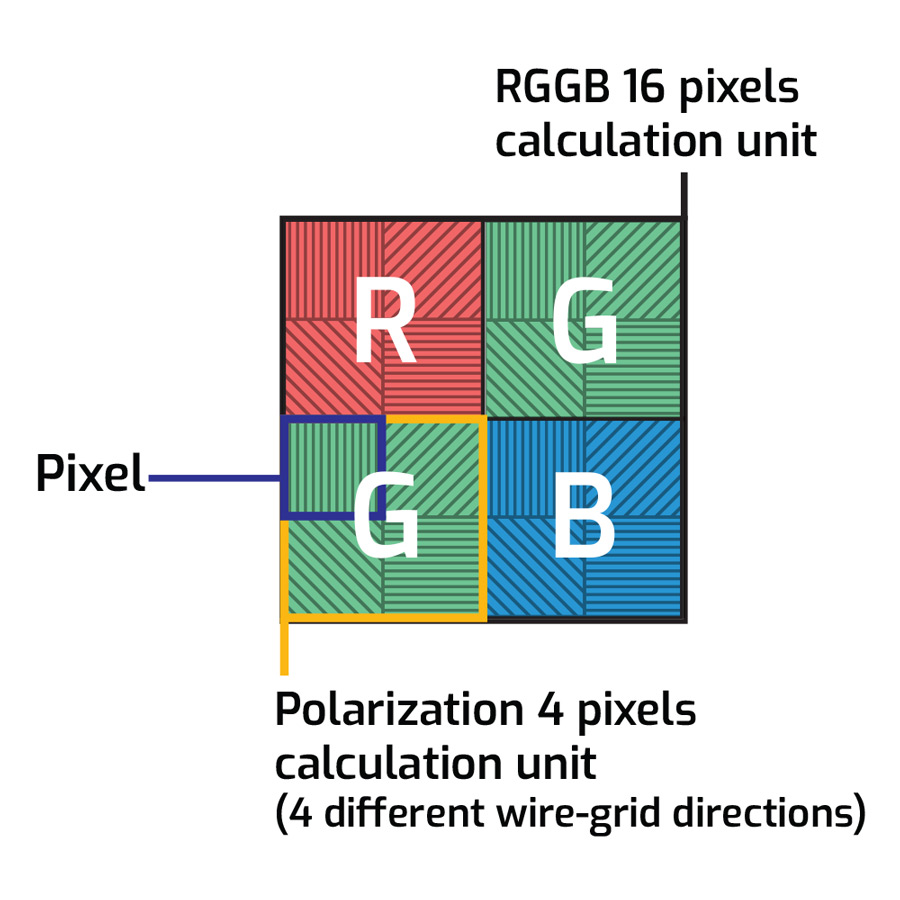 RGGB 16 pixels
calculation unit
R
G
Pixel
G
B
Polarization 4 pixels
calculation unit
(4 different wire-grid directions)